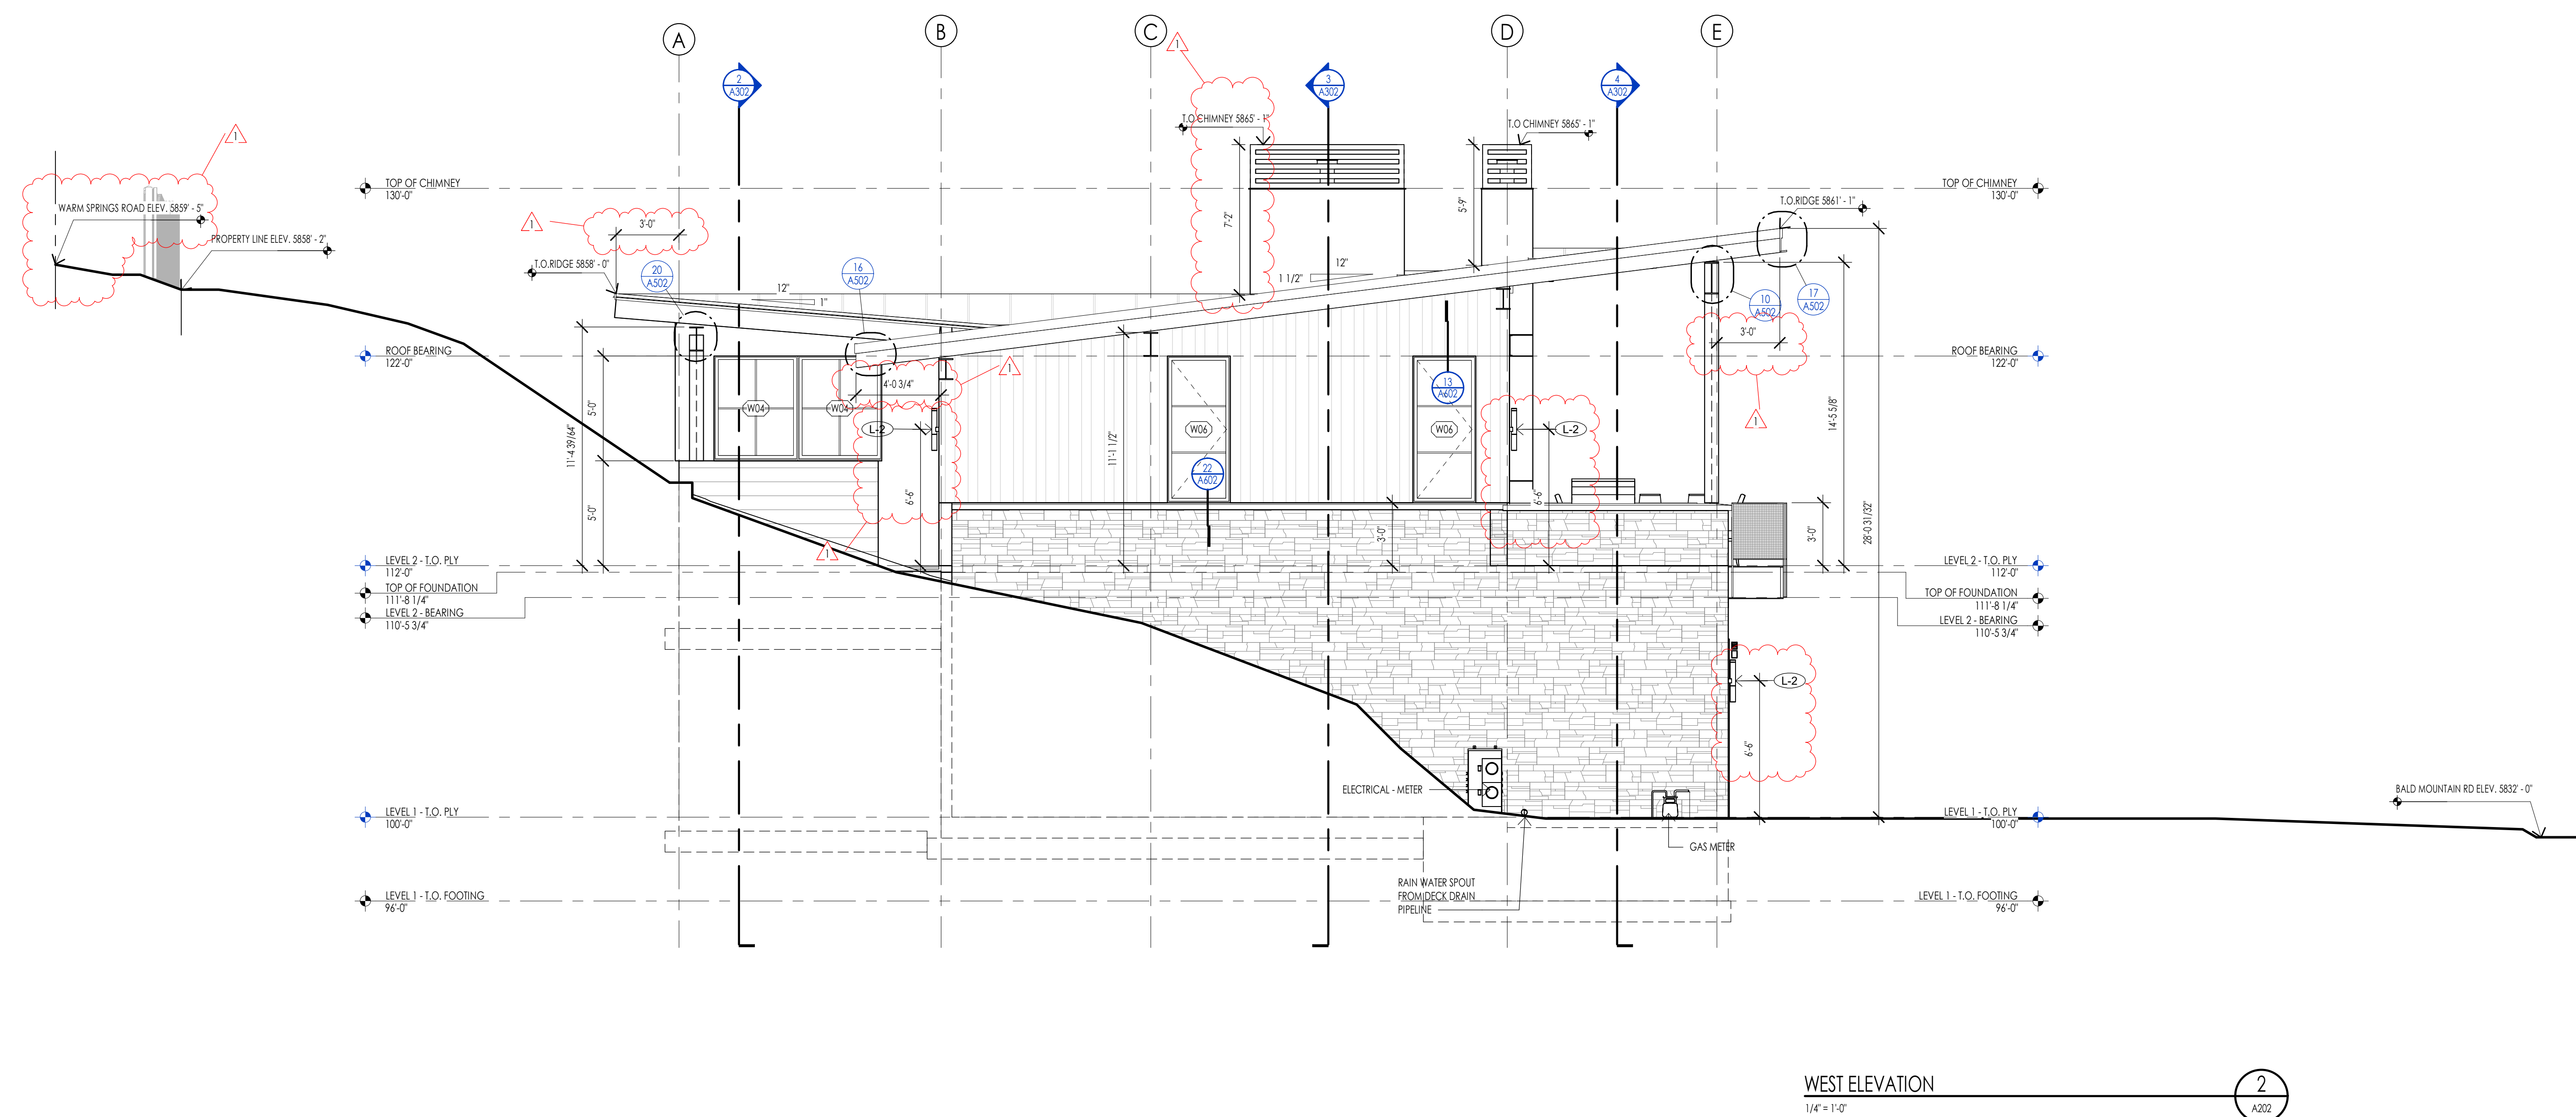 A
B
C
D
E
1
2
A302
3
A302
4
A302
T.O CHIMNEY 5865' - 1"
T.O CHIMNEY 5865' - 1"
1
TOP OF CHIMNEY
130'-0"
TOP OF CHIMNEY
130'-0"
WARM SPRINGS ROAD ELEV. 5859' - 5"
PROPERTY LINE ELEV. 5858' - 2"
1
3'-0"
7'-2"
5'-9"
T.O.RIDGE 5861' - 1"
T.O.RIDGE 5858' - 0"
20
A502
16
A502
12"
1"
12"
1 1/2"
10
A502
17
A502
3'-0"
ROOF BEARING
122'-0"
ROOF BEARING
122'-0"
4'-0 3/4"
1
13
A602
5'-0"
W04
W04
L-2
W06
W06
L-2
1
11'-4 39/64"
11'-1 1/2"
14'-5 5/8"
22
A602
6'-6"
6'-6"
5'-0"
3'-0"
3'-0"
28'-0 31/32"
1
LEVEL 2 - T.O. PLY
112'-0"
TOP OF FOUNDATION
111'-8 1/4"
LEVEL 2 - BEARING
110'-5 3/4"
LEVEL 2 - T.O. PLY
112'-0"
TOP OF FOUNDATION
111'-8 1/4"
LEVEL 2 - BEARING
110'-5 3/4"
L-2
6'-6"
ELECTRICAL - METER
BALD MOUNTAIN RD ELEV. 5832' - 0"
LEVEL 1 - T.O. PLY
100'-0"
LEVEL 1 - T.O. PLY
100'-0"
GAS METER
RAIN WATER SPOUT
FROM DECK DRAIN
PIPELINE
LEVEL 1 - T.O. FOOTING
96'-0"
LEVEL 1 - T.O. FOOTING
96'-0"
WEST ELEVATION
1/4" = 1'-0"
2
A202